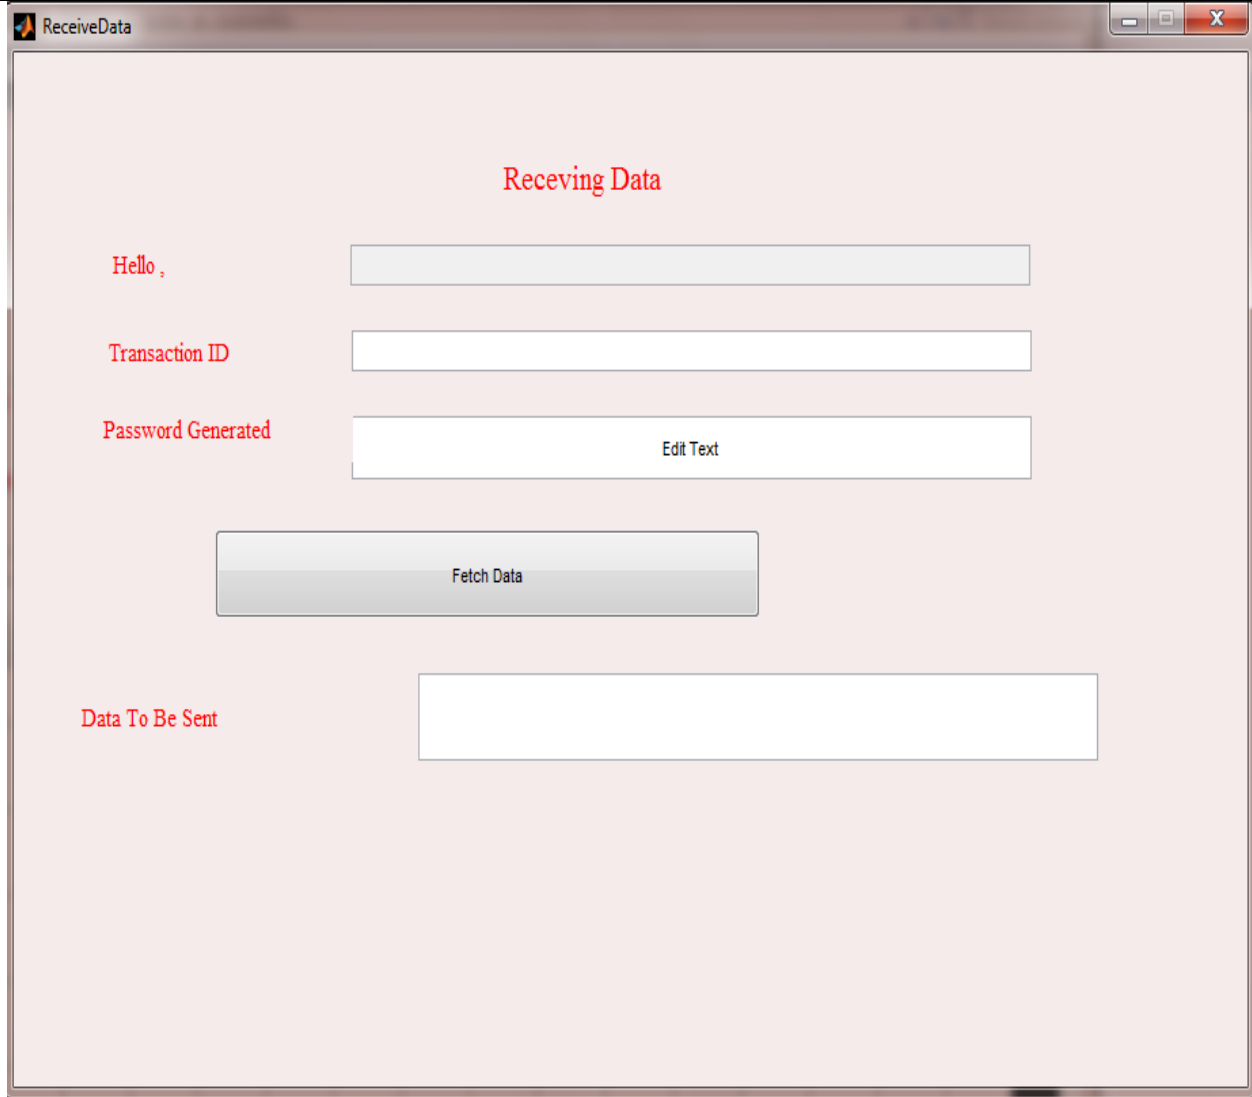 ReceiveData
Receving Data
Hello ,
Transaction ID
Password Generated
Edit Text
Fetch Data
Data To Be Sent